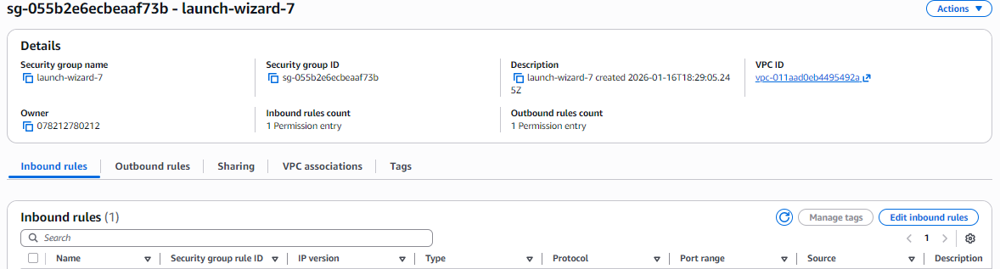 sg-055b2e6ecbeaaf73b - launch-wizard-7
Actions
Details
Security group name
launch-wizard-7
Security group ID
sg-055b2e6ecbeaaf73b
Description
launch-wizard-7 created 2026-01-16T18:29:05.24
5Z
VPC ID
vpc-011aad0eb4495492a
Owner
078212780212
Inbound rules count
1 Permission entry
Outbound rules count
1 Permission entry
Inbound rules
Outbound rules
Sharing
VPC associations
Tags
Inbound rules (1)
Manage tags
Edit inbound rules
Search
1
Name
Security group rule ID
IP version
Type
Protocol
Port range
Source
Description